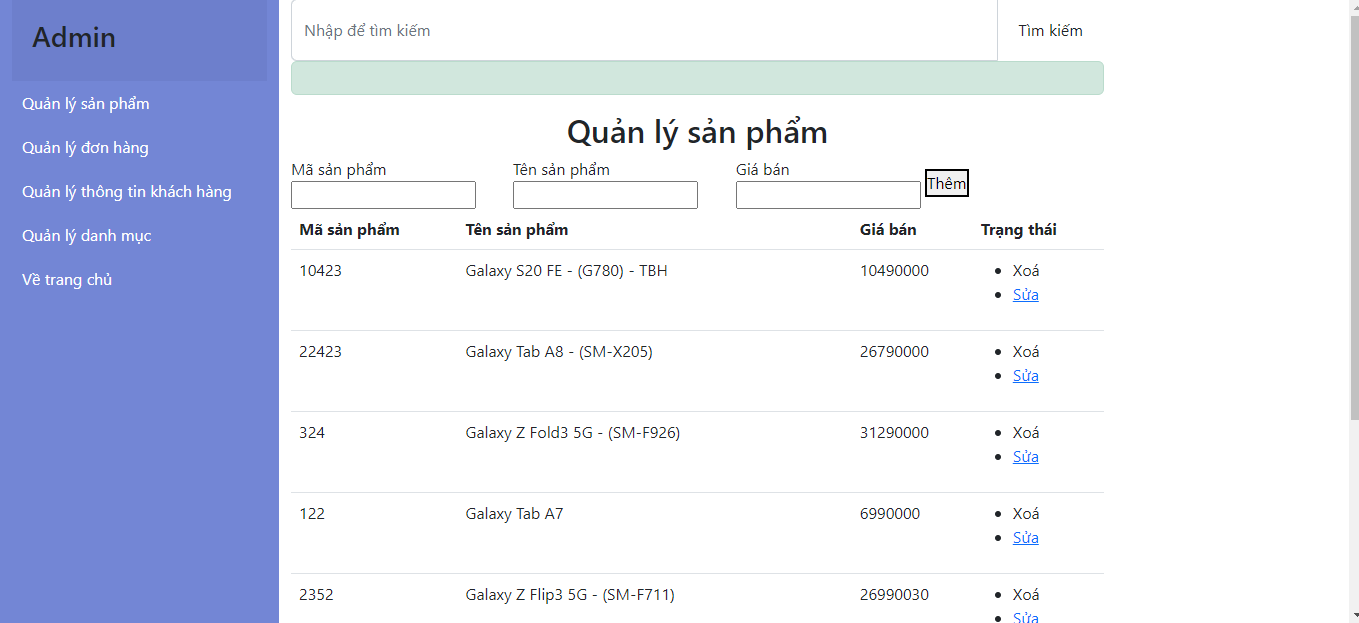 Admin
Quản lý sản phẩm
Quản lý đơn hàng
Quản lý thông tin khách hàng
Quản lý danh mục
Về trang chủ
Nhập để tìm kiếm Tìm kiếm
Quản lý sản phẩm
Mã sản phẩm Tên sản phẩm Giá bán Thêm
Mã sản phẩm Tên sản phẩm Giá bán Trạng thái
10423 Galaxy S20 FE - (G780) - TBH 10490000 Xoá
Sửa
22423 Galaxy Tab A8 - (SM-X205) 26790000 Xoá
Sửa
324 Galaxy Z Fold3 5G - (SM-F926) 31290000 Xoá
Sửa
122 Galaxy Tab A7 6990000 Xoá
Sửa
2352 Galaxy Z Flip3 5G - (SM-F711) 26990030 Xoá
Sửa